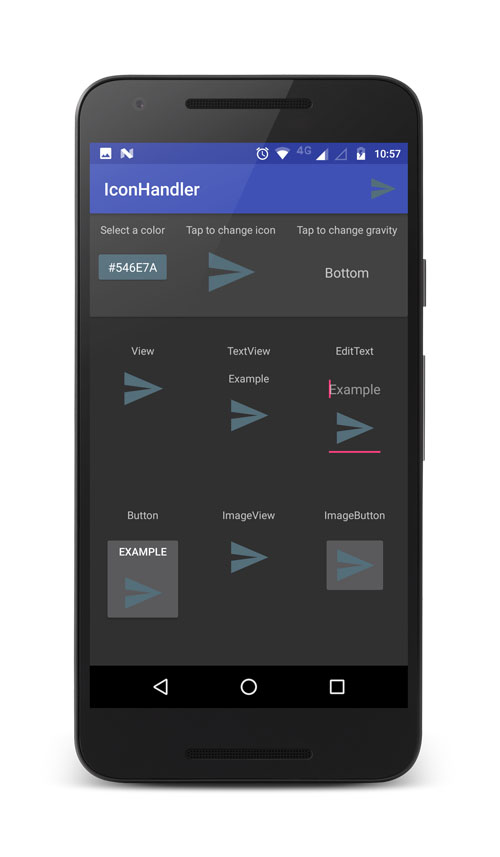 4G 10:57
IconHandler
Select a color Tap to change icon Tap to change gravity
#546E7A Bottom
View TextView EditText
Example Example
Button ImageView ImageButton
EXAMPLE